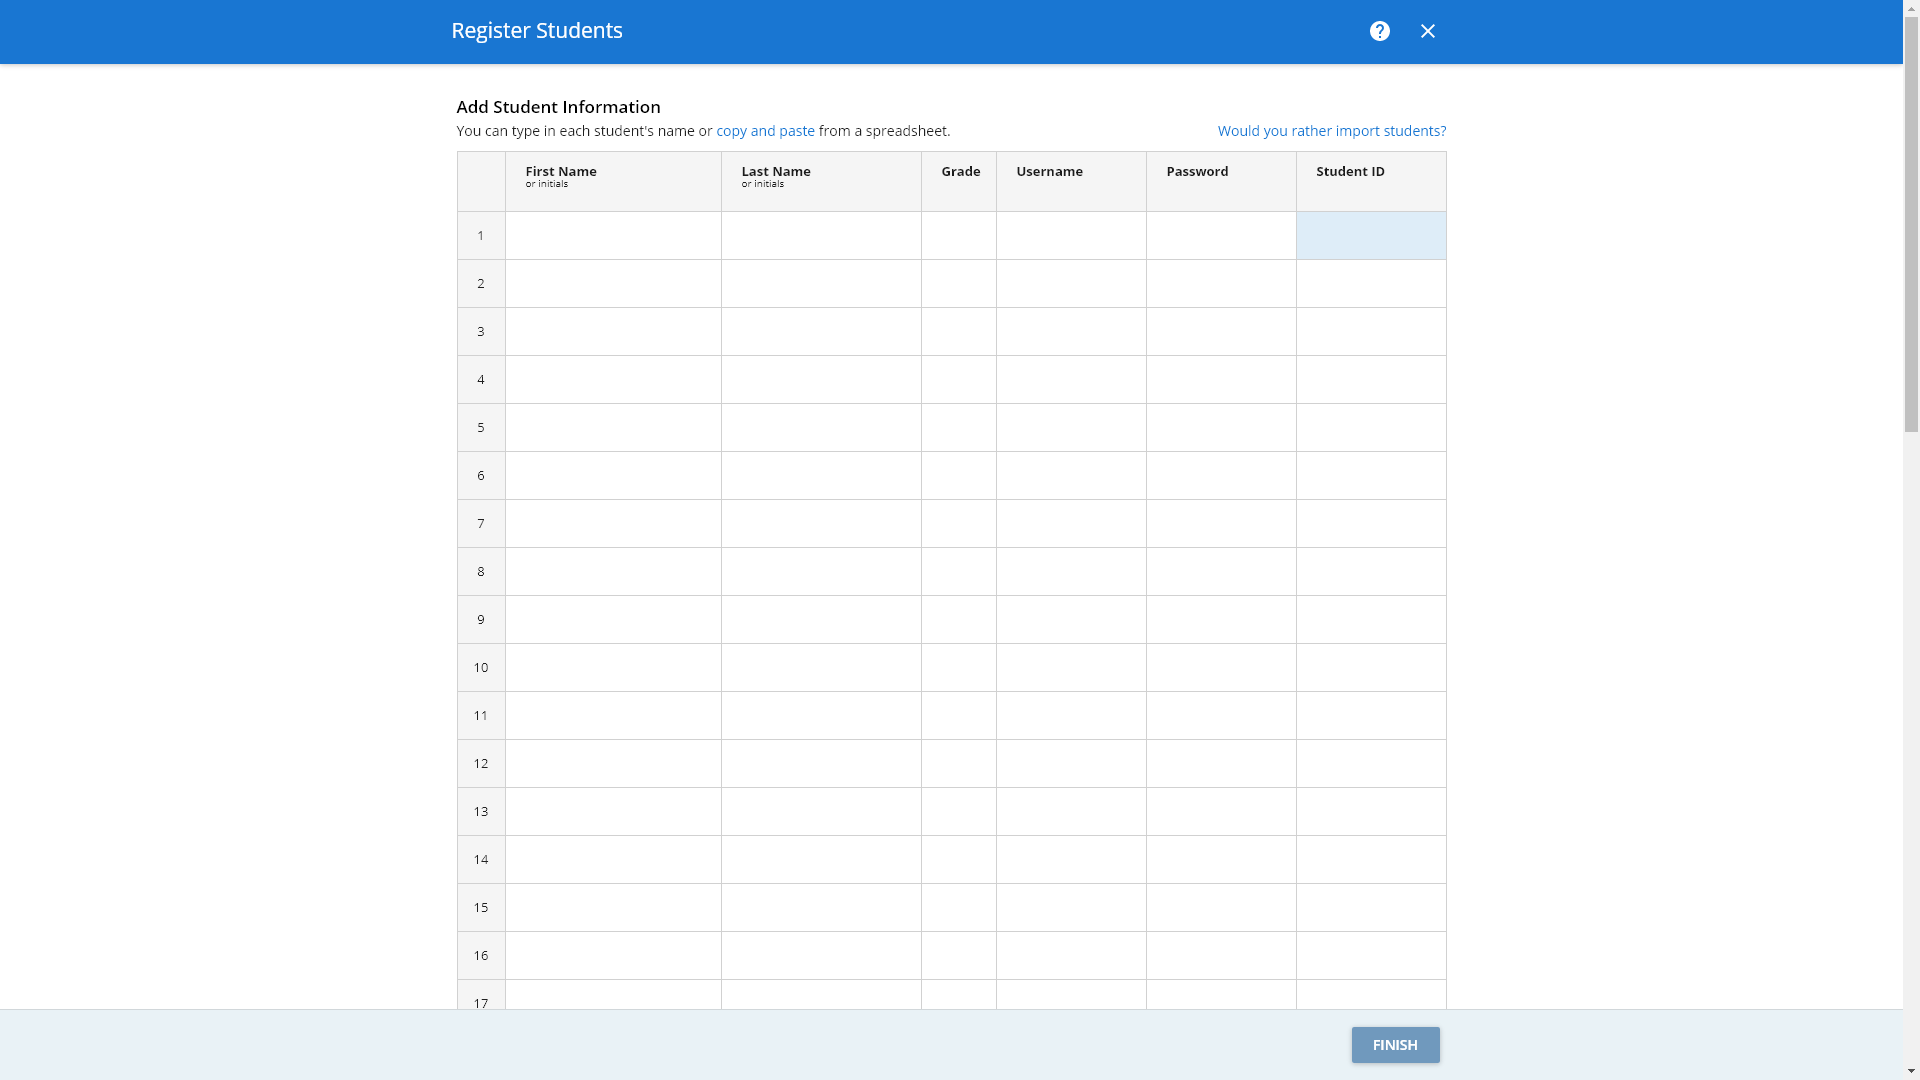 Register Students
Add Student Information
You can type in each student's name or copy and paste from a spreadsheet.
Would you rather import students?
First Name
or initials
Last Name
or initials
Grade
Username
Password
Student ID
1
2
3
4
5
6
7
8
9
10
11
12
13
14
15
16
17
FINISH